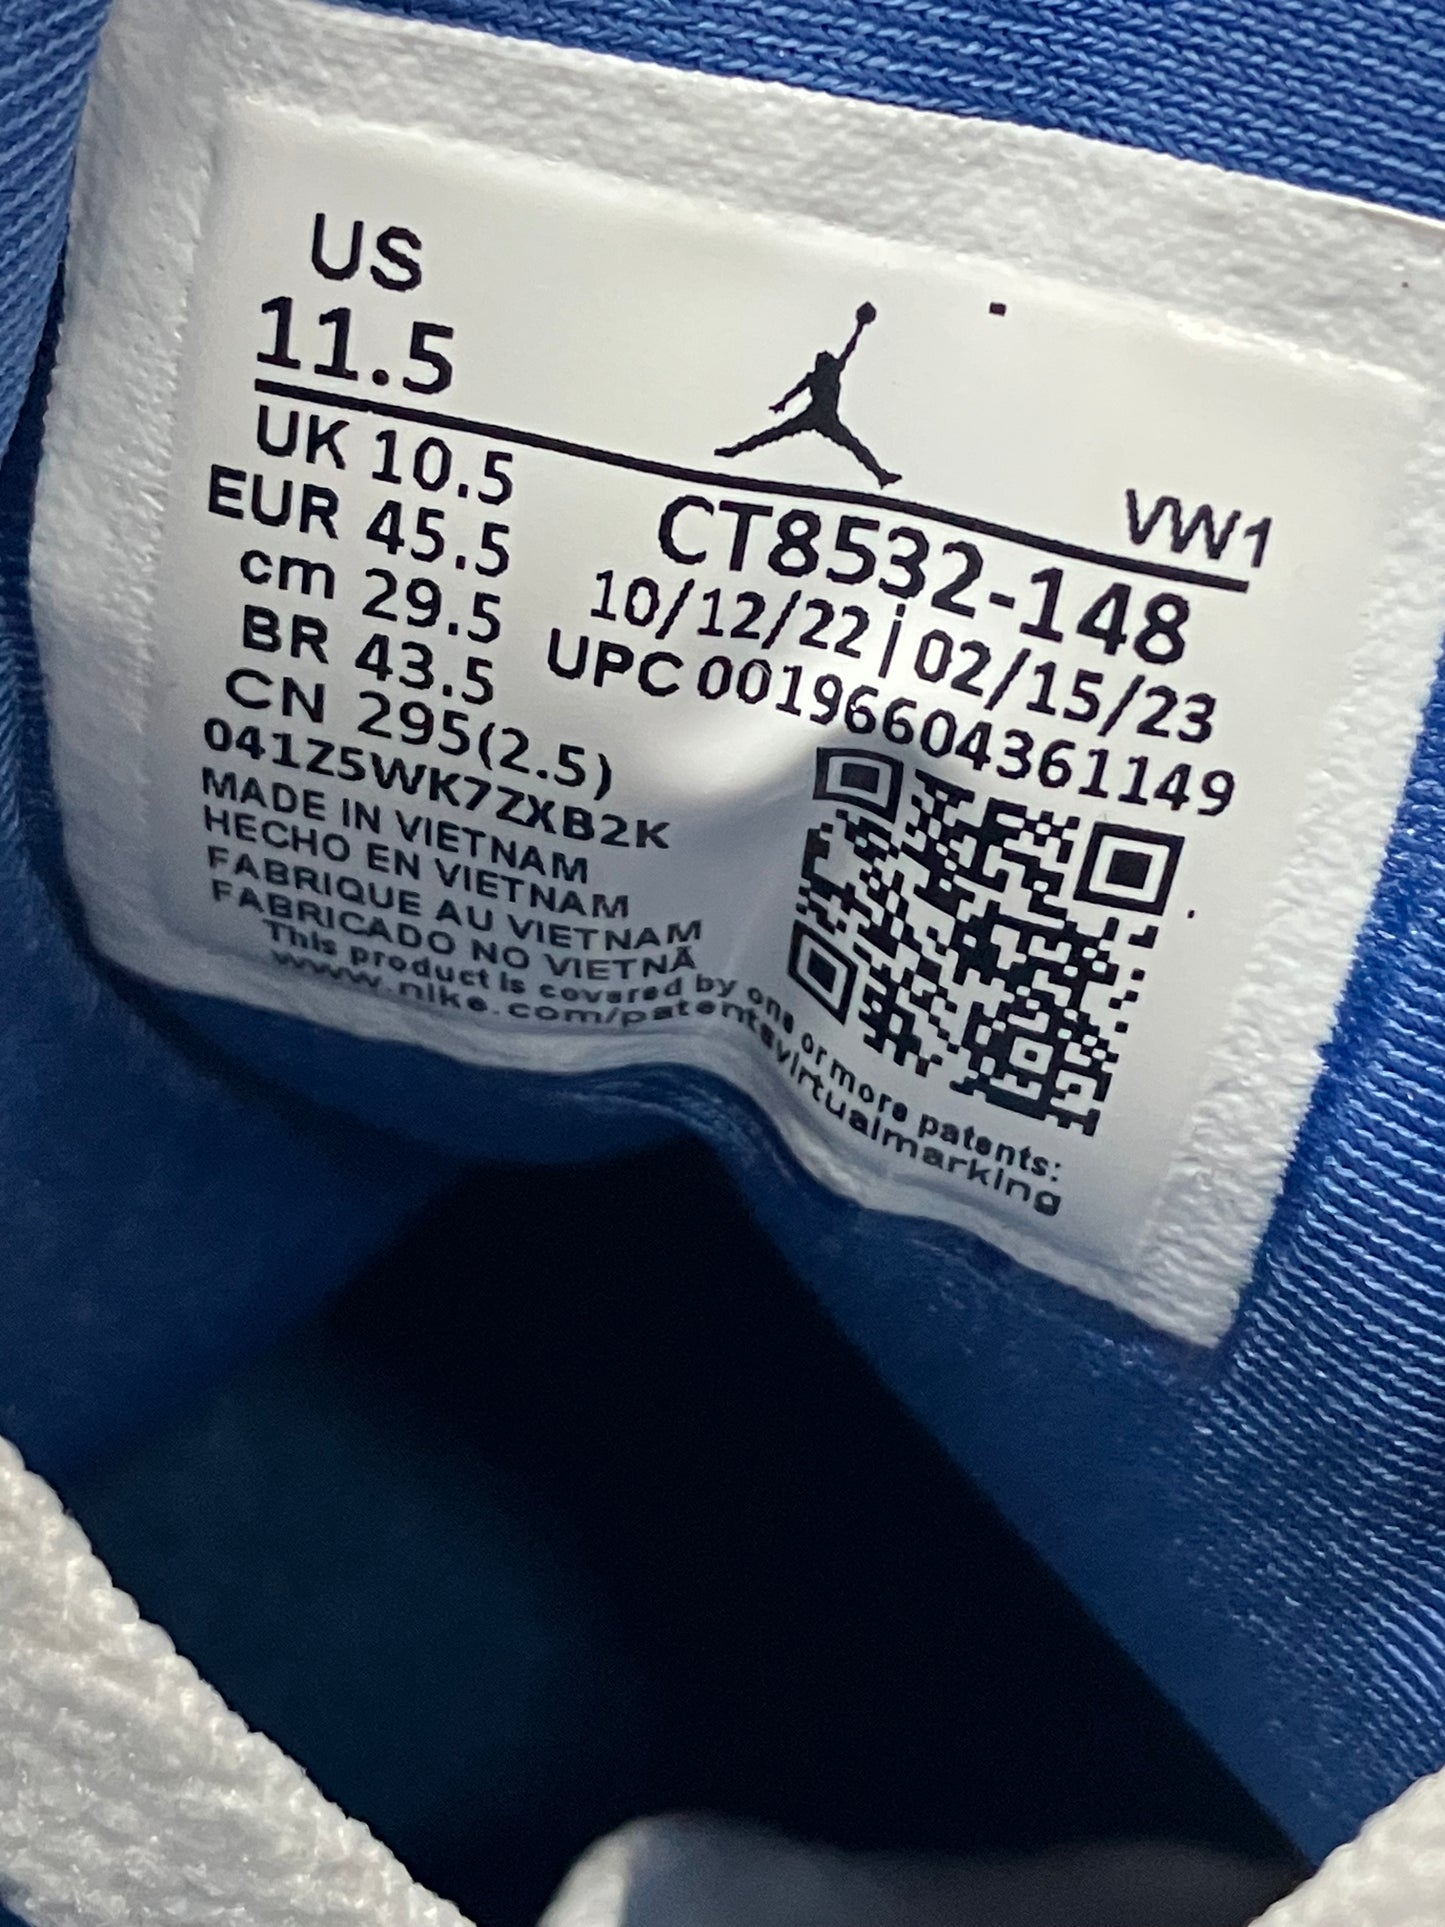 US
11.5
VW1
UK 10.5
EUR 45.5
cm 29.5
BR 43.5
CN 295(2.5)
CT8532-148
10/12/22 | 02/15/23
UPC 00196604361149
041Z5WK7ZXB2K
MADE IN VIETNAM
HECHO EN VIETNAM
FABRIQUE AU VIETNAM
FABRICADO NO VIETNÃ
This product is covered by one or more patents:
www.nike.com/patentsvirtualmarking